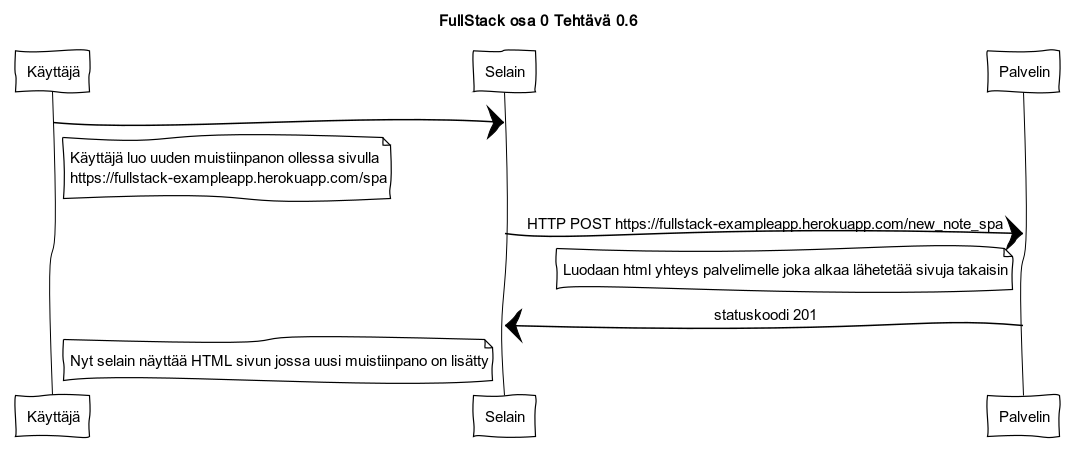 FullStack osa 0 Tehtävä 0.6
Käyttäjä
Selain
Palvelin
Käyttäjä luo uuden muistiinpanon ollessa sivulla
https://fullstack-exampleapp.herokuapp.com/spa
HTTP POST https://fullstack-exampleapp.herokuapp.com/new_note_spa
Luodaan html yhteys palvelimelle joka alkaa lähetetää sivuja takaisin
statuskoodi 201
Nyt selain näyttää HTML sivun jossa uusi muistiinpano on lisätty
Käyttäjä
Selain
Palvelin